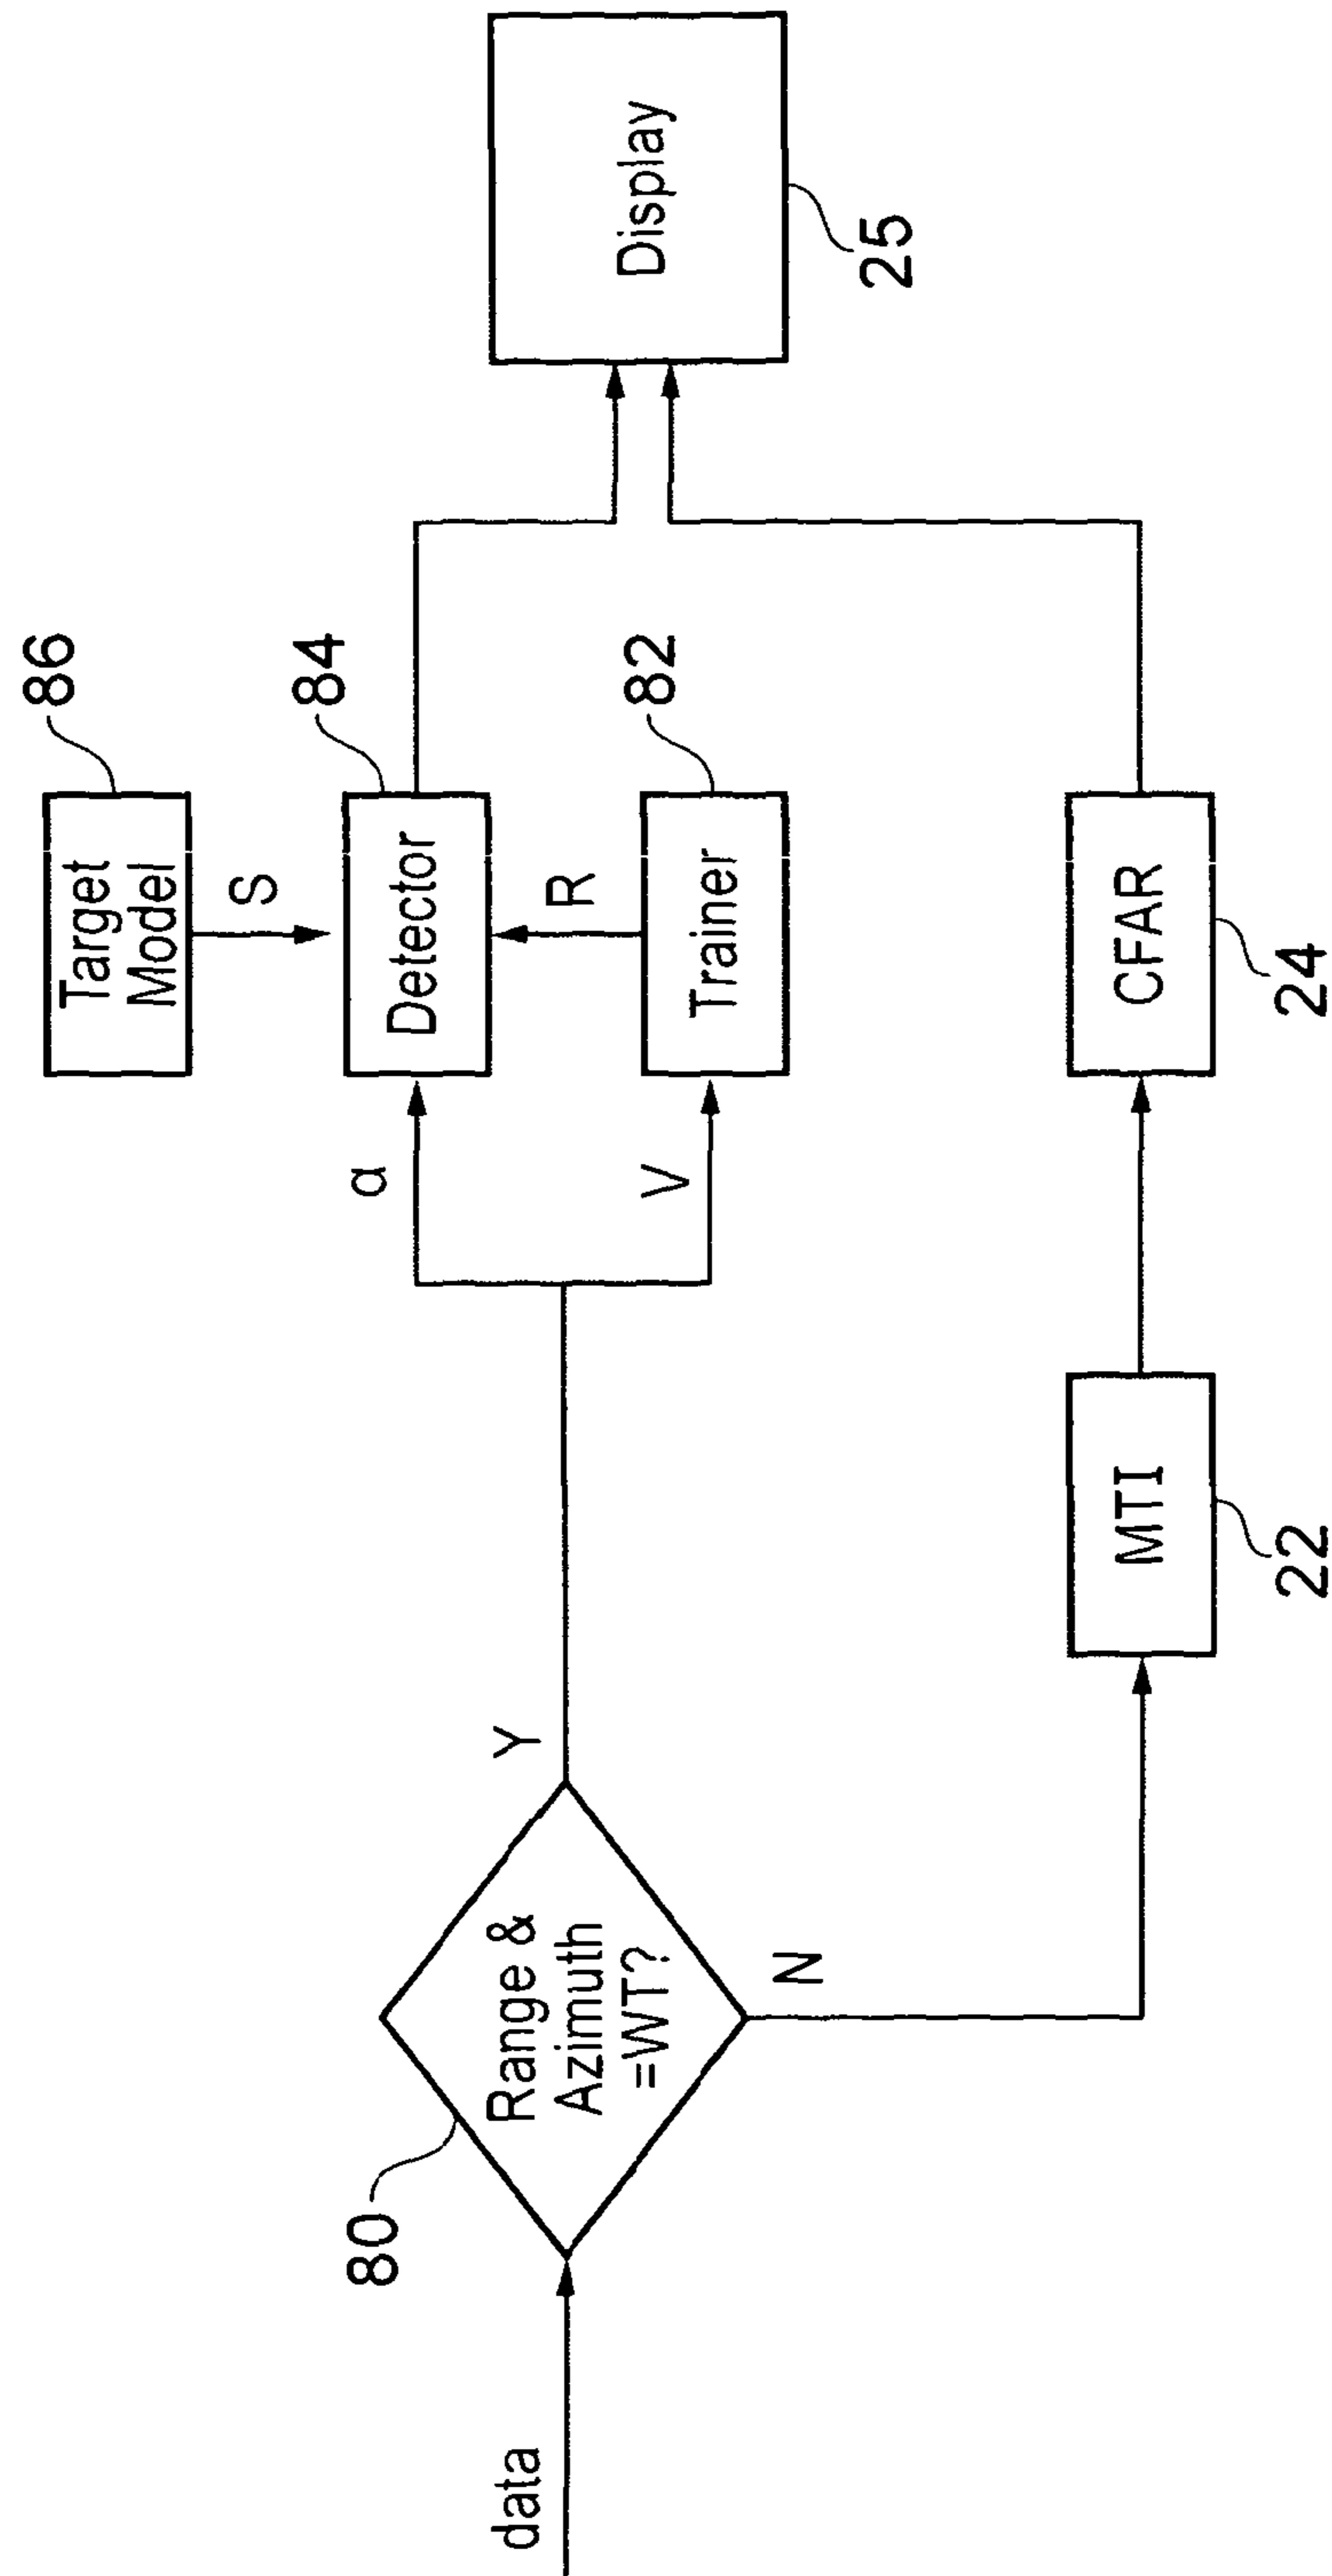 data
80
Range &
Azimuth
=WT?
Y
N
α
V
Target
Model
86
S
Detector
84
R
Trainer
82
MTI
22
CFAR
24
Display
25